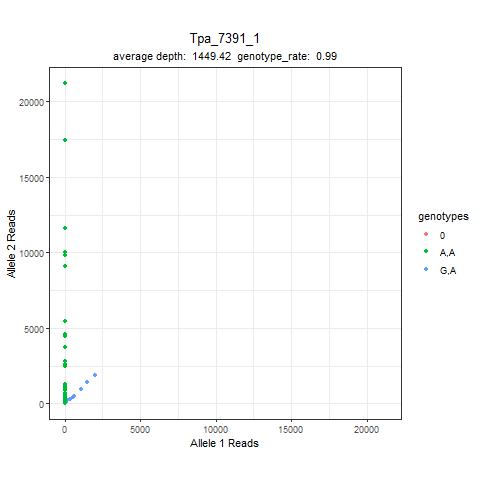 Tpa_7391_1
average depth:  1449.42  genotype_rate:  0.99
20000
15000
10000
5000
0
Allele 2 Reads
0 5000 10000 15000 20000
Allele 1 Reads
genotypes
0
A,A
G,A